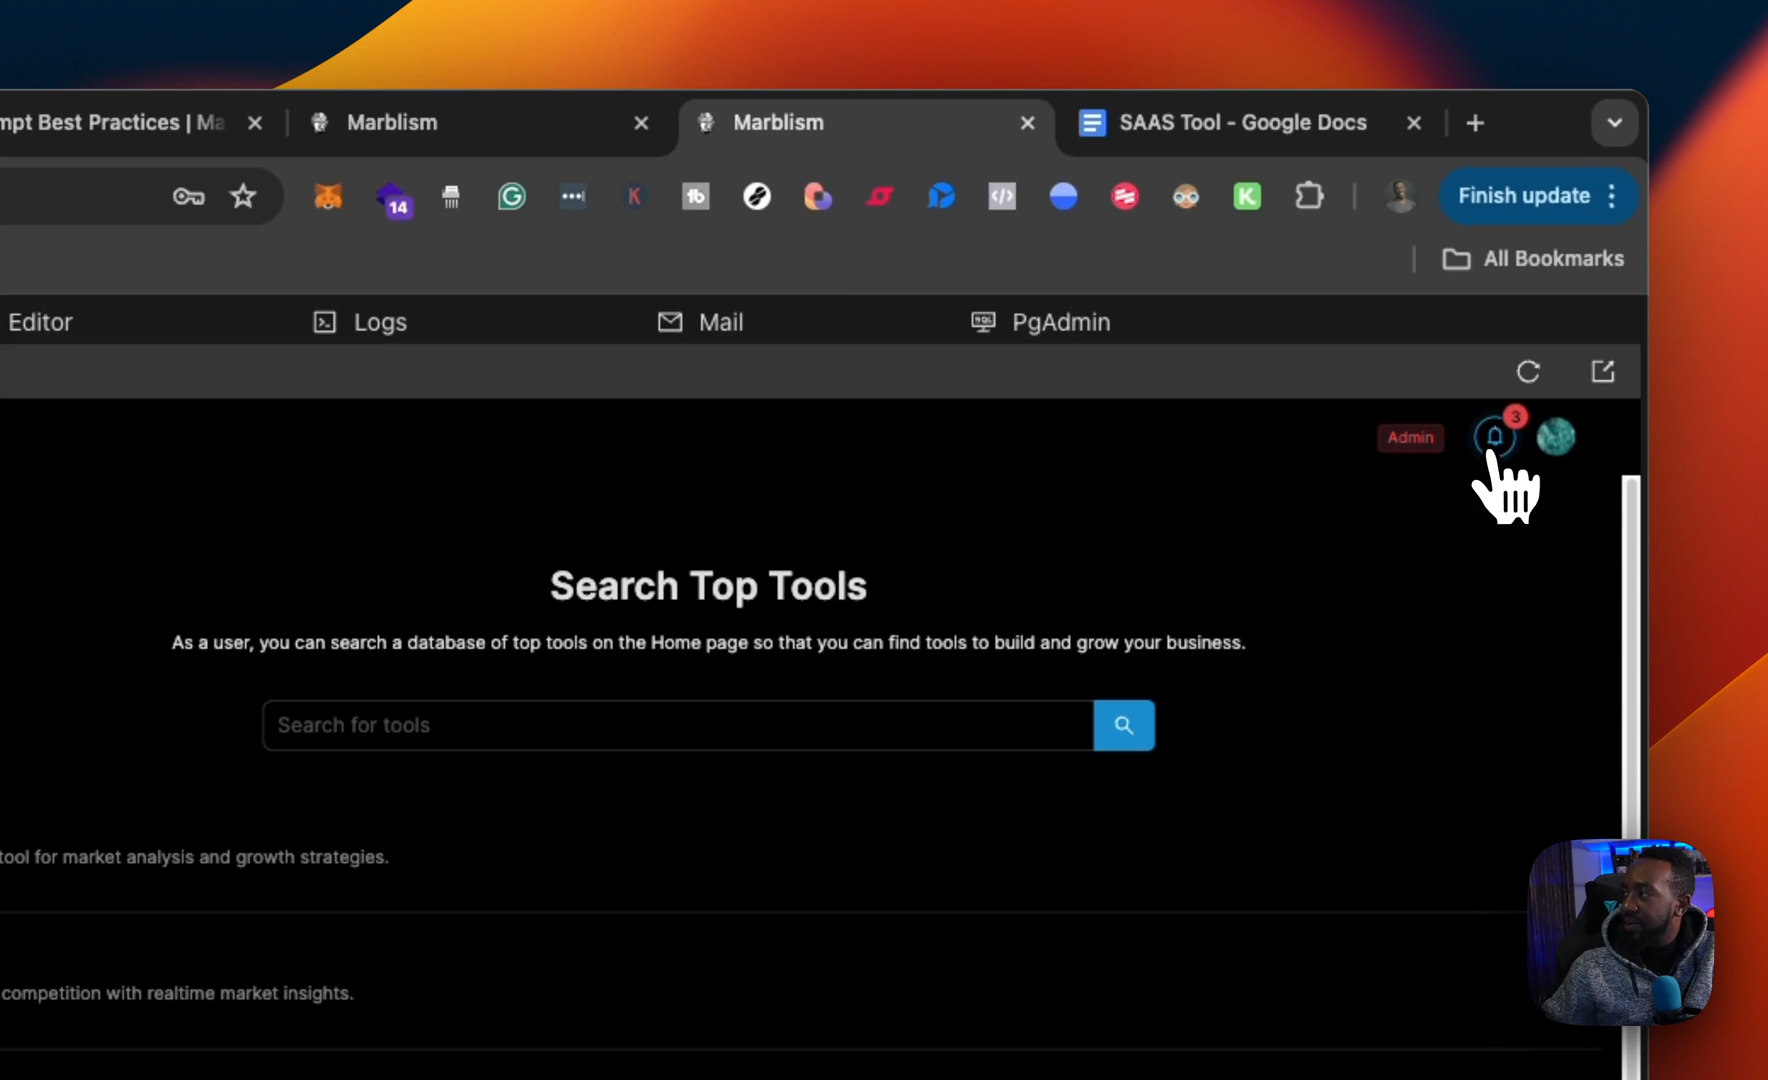 mpt Best Practices | Ma
Marblism
Marblism
SAAS Tool - Google Docs
14
K
K
Finish update
All Bookmarks
Editor
Logs
Mail
SQL
PgAdmin
Admin
3
Search Top Tools
As a user, you can search a database of top tools on the Home page so that you can find tools to build and grow your business.
Search for tools
tool for market analysis and growth strategies.
competition with realtime market insights.